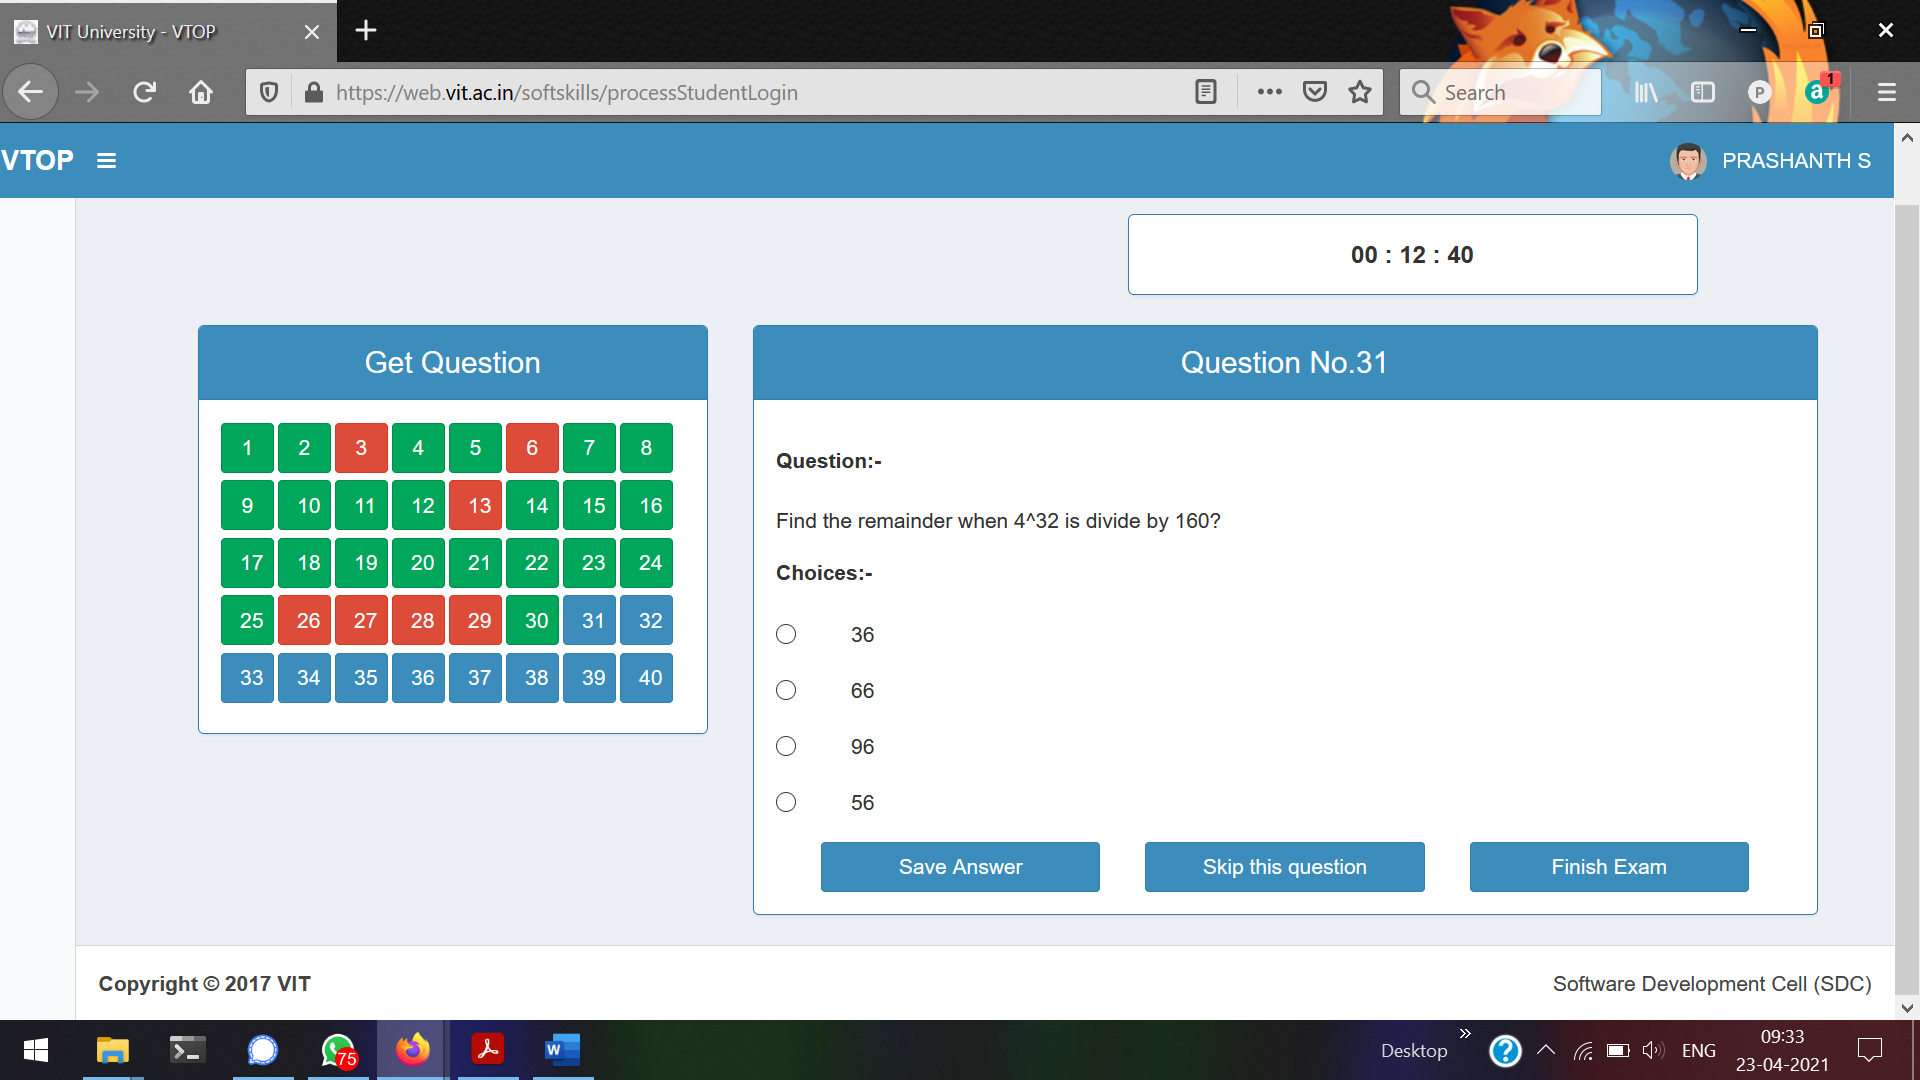 VIT University - VTOP
https://web.vit.ac.in/softskills/processStudentLogin
Search
P
a
1
VTOP
PRASHANTH S
00 : 12 : 40
Get Question
1 2 3 4 5 6 7 8
9 10 11 12 13 14 15 16
17 18 19 20 21 22 23 24
25 26 27 28 29 30 31 32
33 34 35 36 37 38 39 40
Question No.31
Question:-
Find the remainder when 4^32 is divide by 160?
Choices:-
36
66
96
56
Save Answer
Skip this question
Finish Exam
Copyright © 2017 VIT
Software Development Cell (SDC)
75
W
Desktop
ENG
09:33
23-04-2021